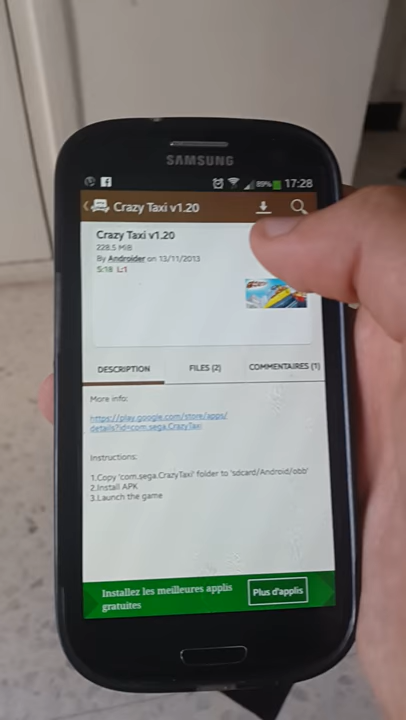 SAMSUNG
89% 17:28
Crazy Taxi v1.20
Crazy Taxi v1.20
228.5 MiB
By Androider on 13/11/2013
S:18 L:1
DESCRIPTION FILES (2) COMMENTAIRES (1)
More info:
https://play.google.com/store/apps/
details?id=com.sega.CrazyTaxi
Instructions:
1.Copy 'com.sega.CrazyTaxi' folder to 'sdcard/Android/obb'
2.Install APK
3.Launch the game
Installez les meilleures applis
gratuites
Plus d'applis